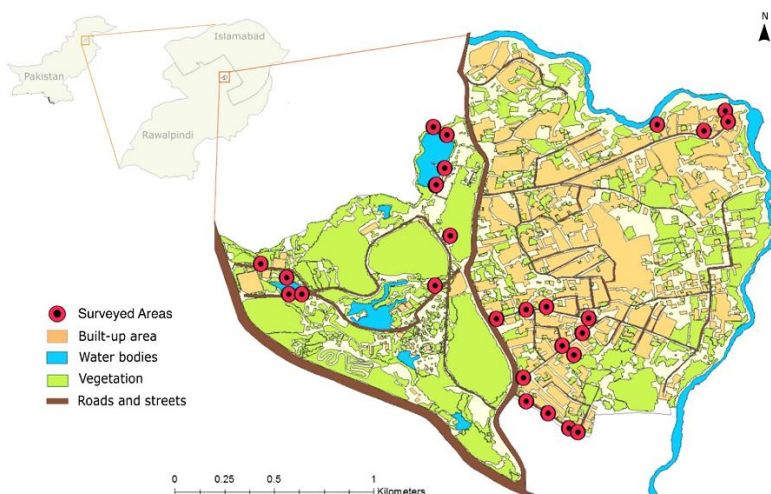 N
Islamabad
Pakistan
Rawalpindi
Surveyed Areas
Built-up area
Water bodies
Vegetation
Roads and streets
0 0.25 0.5 1
Kilometers